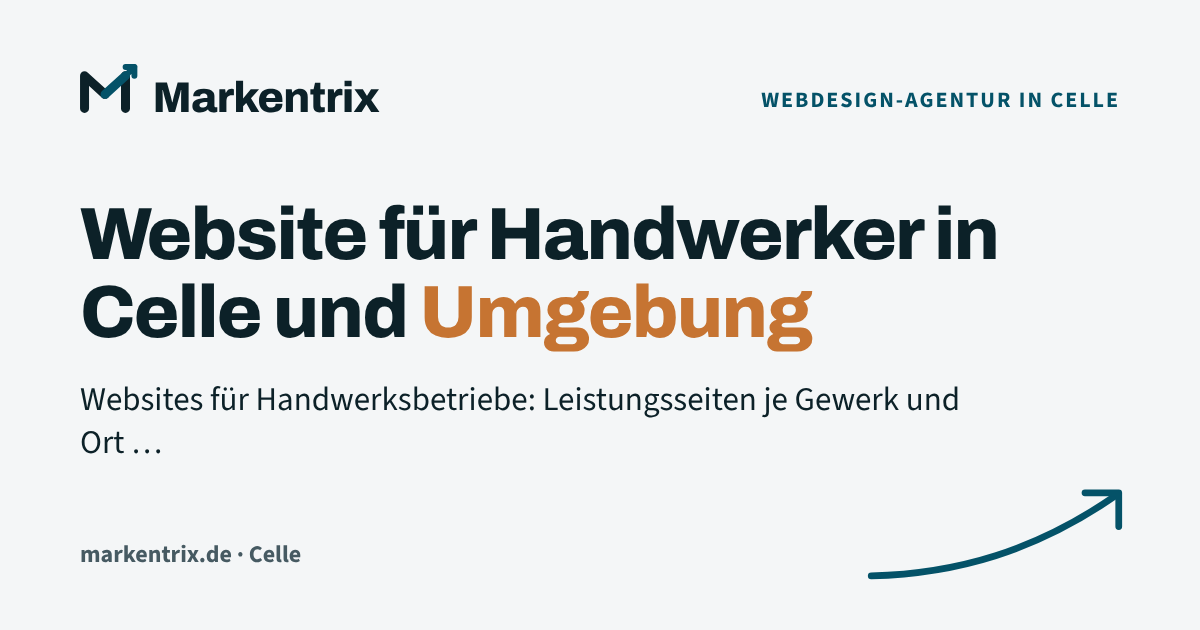 Markentrix
WEBDESIGN-AGENTUR IN CELLE
Website für Handwerker in
Celle und Umgebung
Websites für Handwerksbetriebe: Leistungsseiten je Gewerk und
Ort …
markentrix.de · Celle